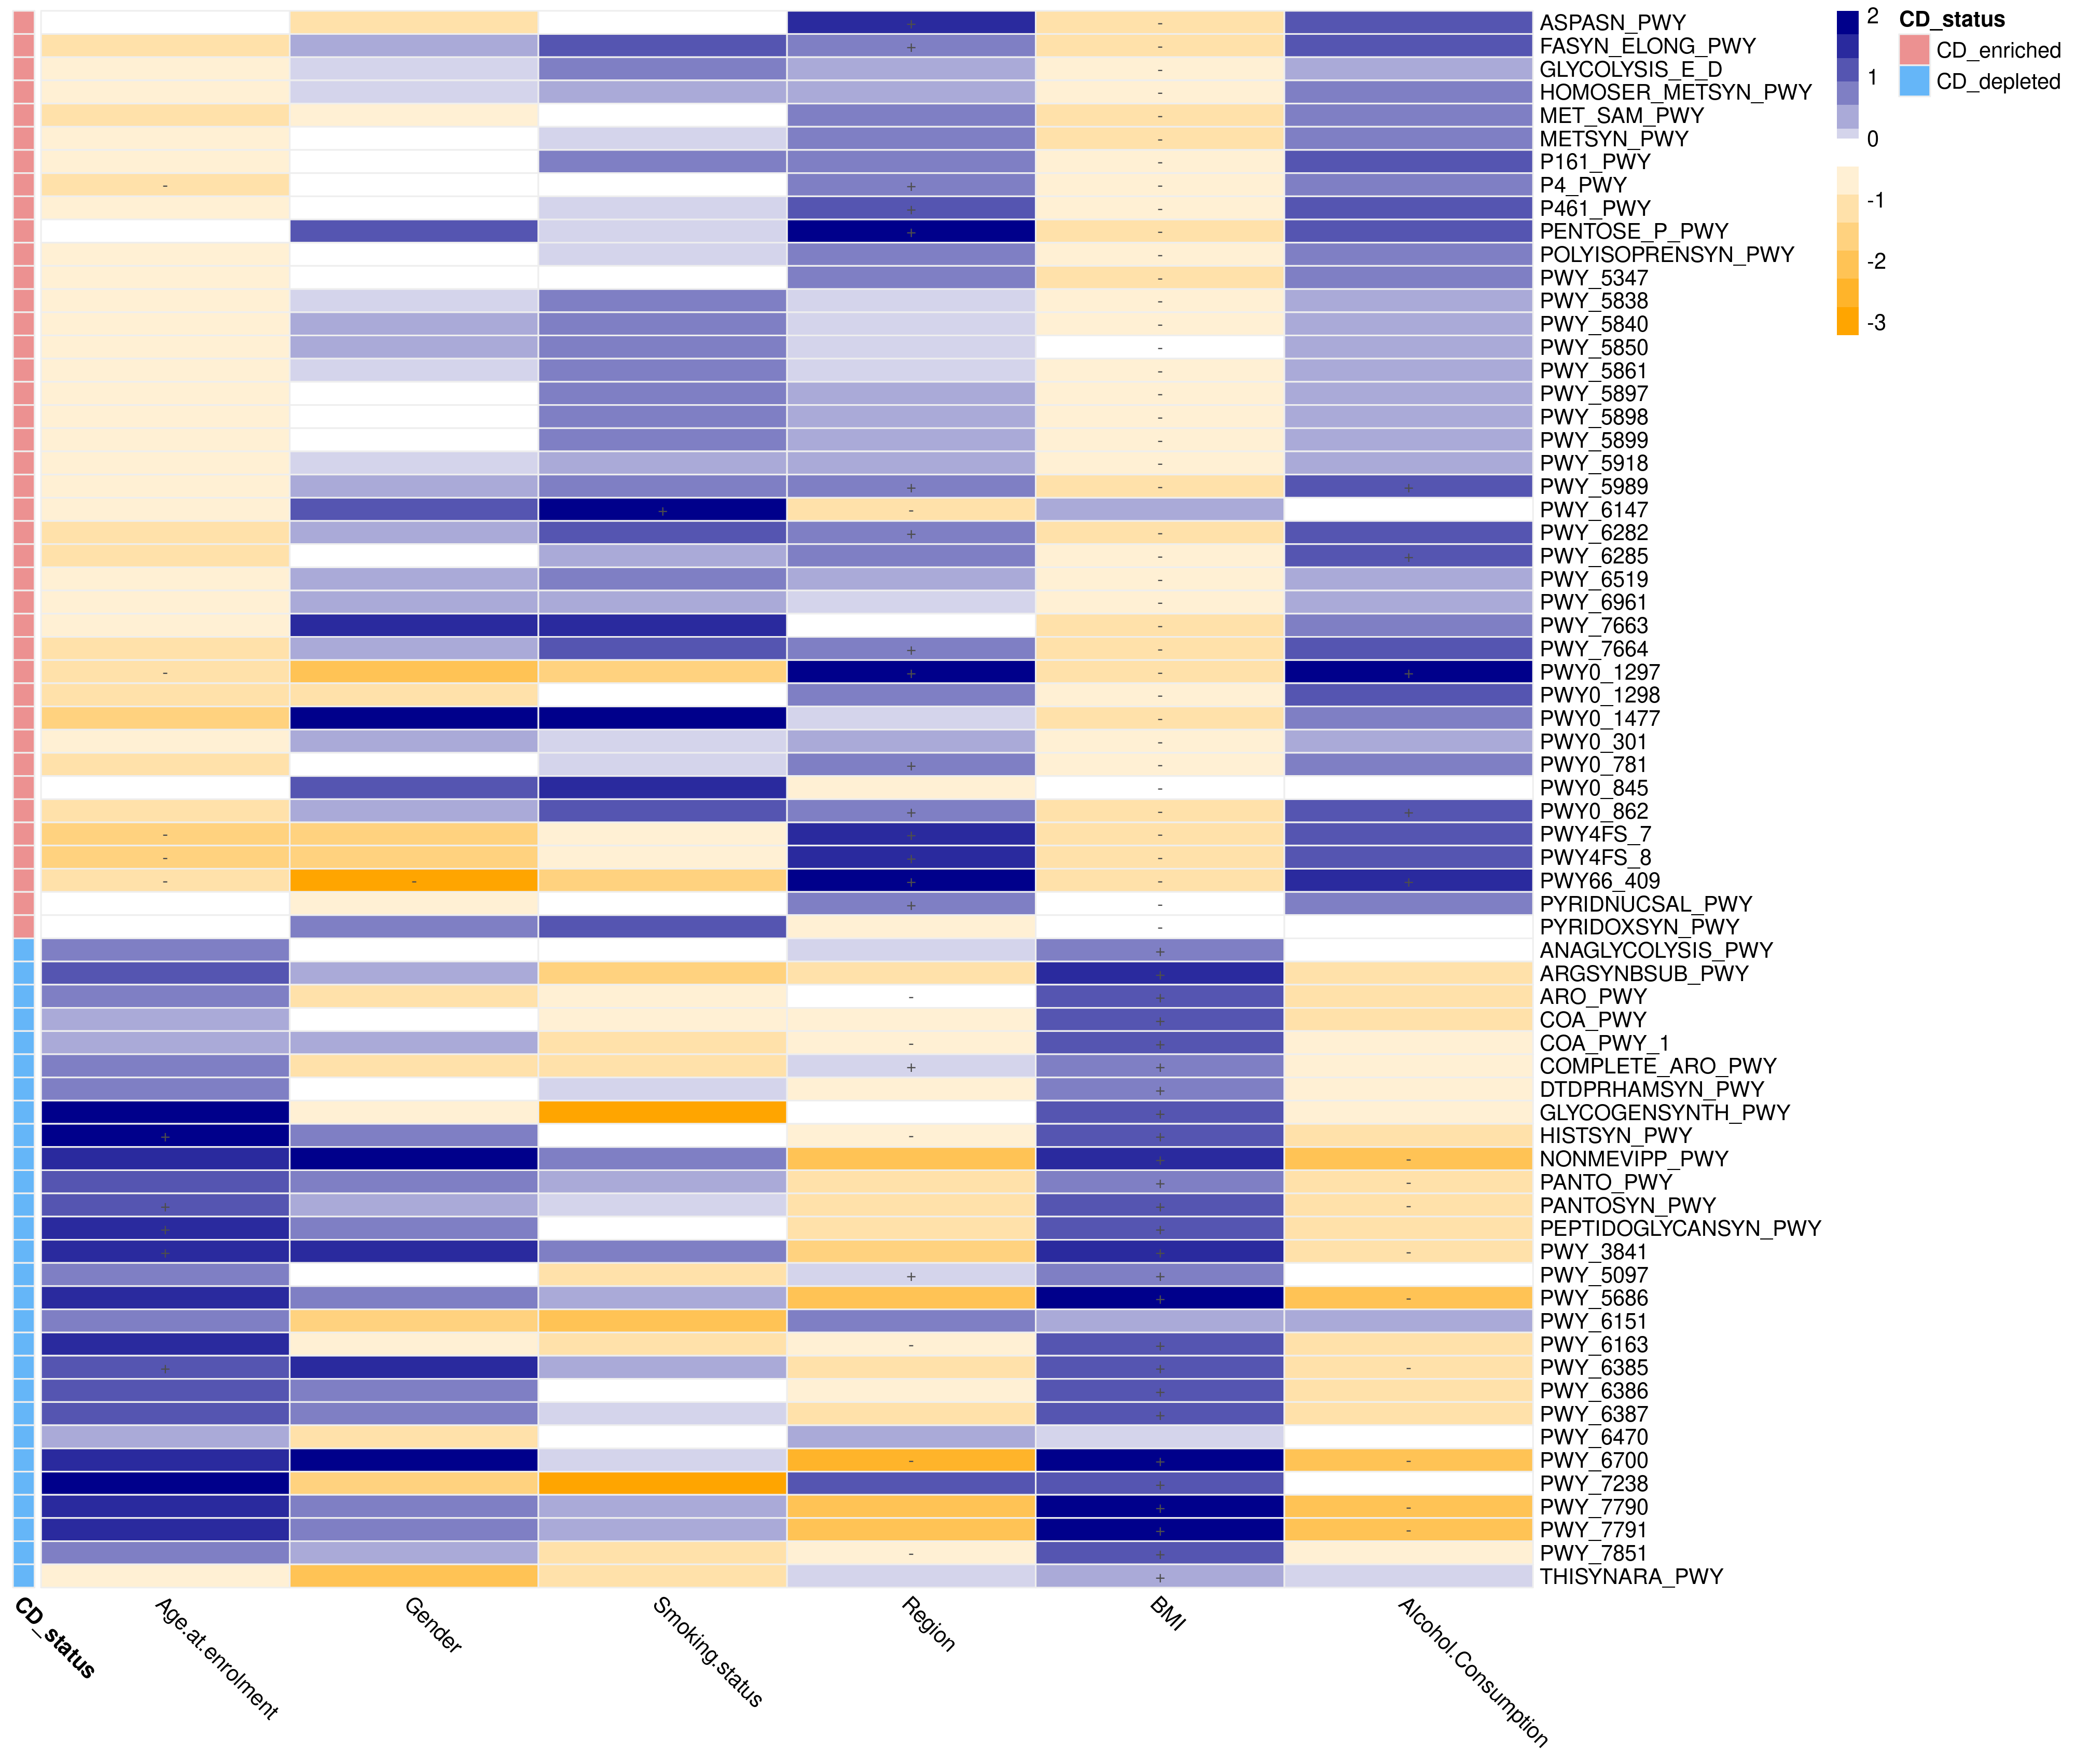 + - ASPASN_PWY
+ - FASYN_ELONG_PWY
- GLYCOLYSIS_E_D
- HOMOSER_METSYN_PWY
- MET_SAM_PWY
- METSYN_PWY
- P161_PWY
- + - P4_PWY
+ - P461_PWY
+ - PENTOSE_P_PWY
- POLYISOPRENSYN_PWY
- PWY_5347
- PWY_5838
- PWY_5840
- PWY_5850
- PWY_5861
- PWY_5897
- PWY_5898
- PWY_5899
- PWY_5918
+ - + PWY_5989
+ - PWY_6147
+ - PWY_6282
- + PWY_6285
- PWY_6519
- PWY_6961
- PWY_7663
+ - PWY_7664
- + - + PWY0_1297
- PWY0_1298
- PWY0_1477
- PWY0_301
+ - PWY0_781
- PWY0_845
+ - + PWY0_862
- + - PWY4FS_7
- + - PWY4FS_8
- - + - + PWY66_409
+ - PYRIDNUCSAL_PWY
- PYRIDOXSYN_PWY
+ ANAGLYCOLYSIS_PWY
+ ARGSYNBSUB_PWY
- + ARO_PWY
+ COA_PWY
- + COA_PWY_1
+ + COMPLETE_ARO_PWY
+ DTDPRHAMSYN_PWY
+ GLYCOGENSYNTH_PWY
+ - + HISTSYN_PWY
+ - NONMEVIPP_PWY
+ - PANTO_PWY
+ + - PANTOSYN_PWY
+ + PEPTIDOGLYCANSYN_PWY
+ + - PWY_3841
+ + PWY_5097
+ - PWY_5686
PWY_6151
- + PWY_6163
+ + - PWY_6385
+ PWY_6386
+ PWY_6387
PWY_6470
- + - PWY_6700
+ PWY_7238
+ - PWY_7790
+ - PWY_7791
- + PWY_7851
+ THISYNARA_PWY
CD_status
Age.at.enrolment
Gender
Smoking.status
Region
BMI
Alcohol.Consumption
2
1
0
-1
-2
-3
CD_status
CD_enriched
CD_depleted